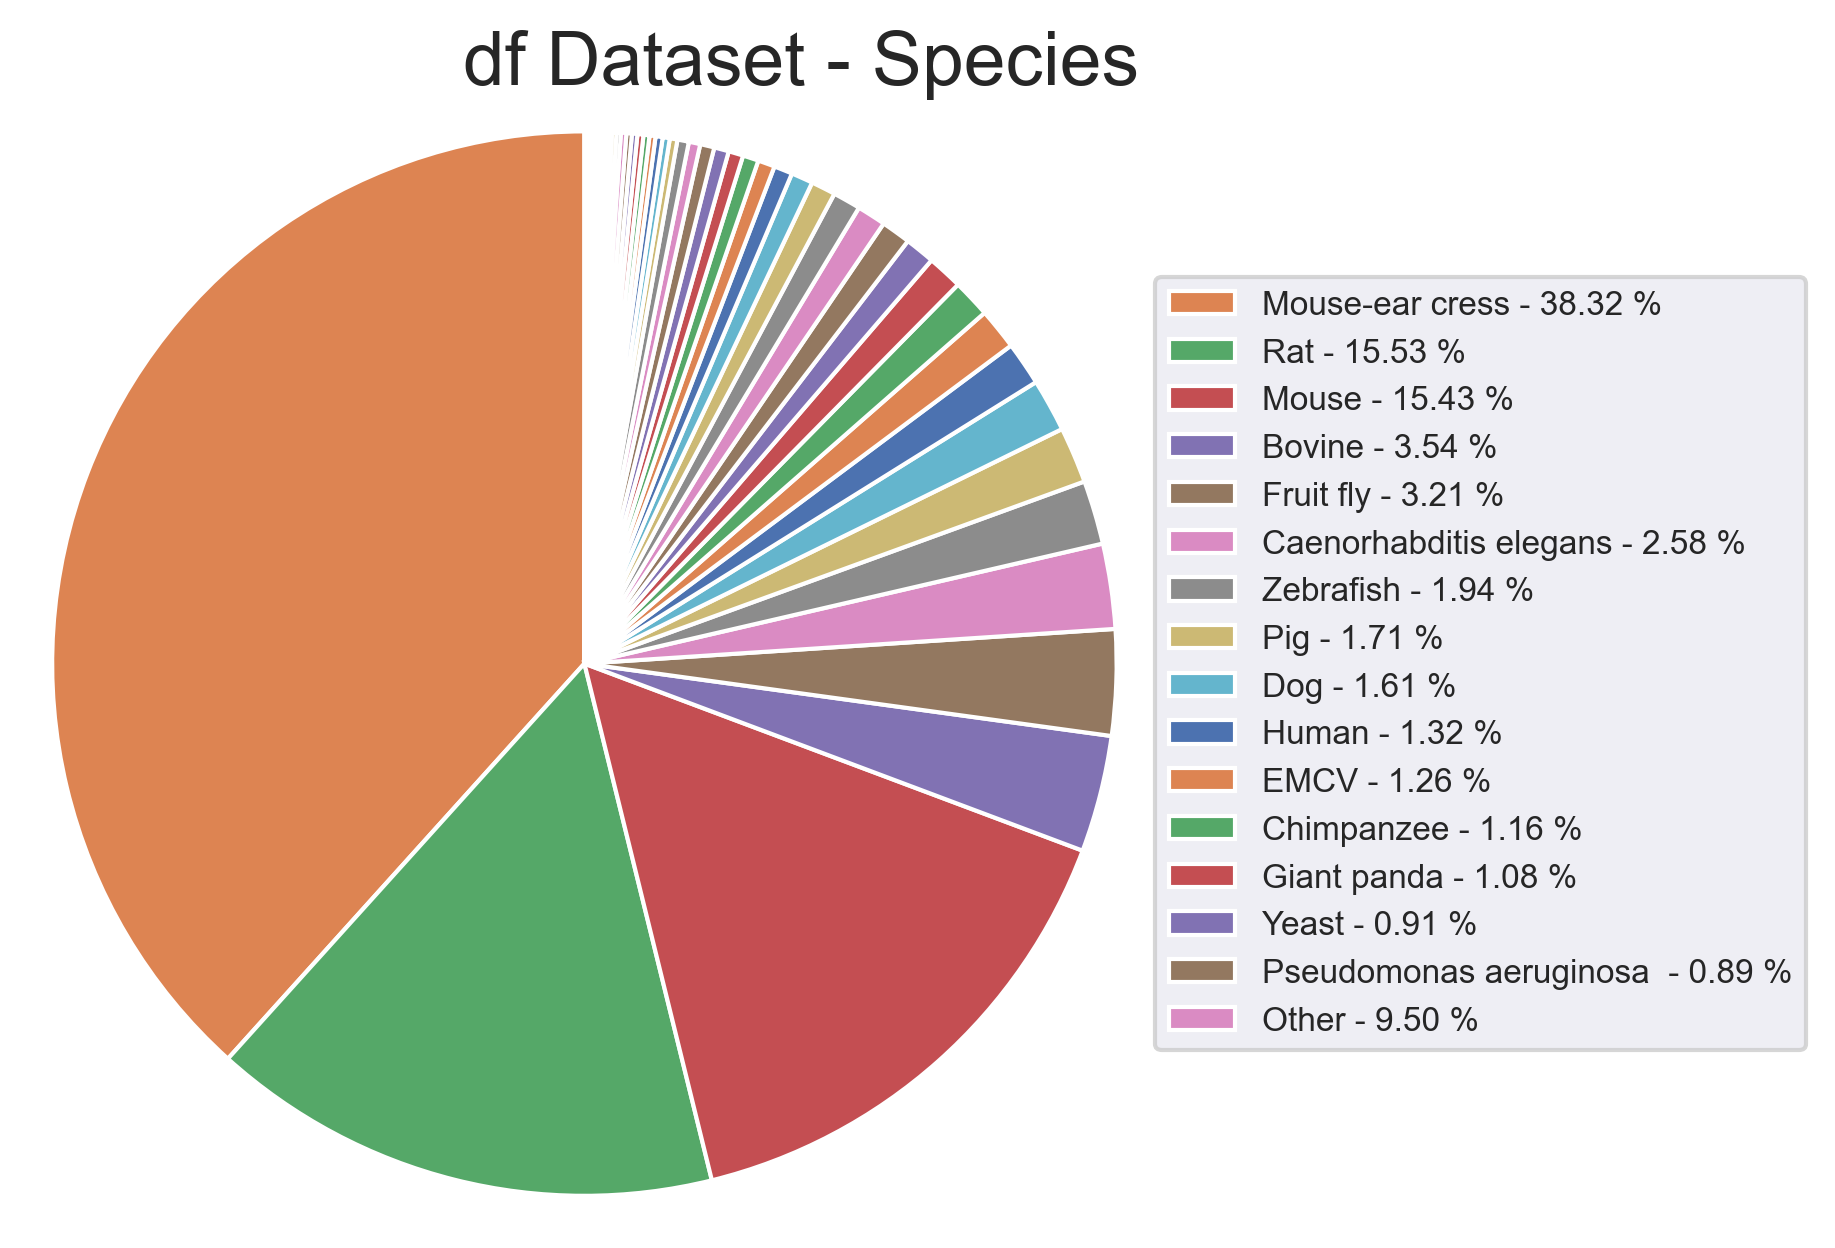 df Dataset - Species
Mouse-ear cress - 38.32 %
Rat - 15.53 %
Mouse - 15.43 %
Bovine - 3.54 %
Fruit fly - 3.21 %
Caenorhabditis elegans - 2.58 %
Zebrafish - 1.94 %
Pig - 1.71 %
Dog - 1.61 %
Human - 1.32 %
EMCV - 1.26 %
Chimpanzee - 1.16 %
Giant panda - 1.08 %
Yeast - 0.91 %
Pseudomonas aeruginosa  - 0.89 %
Other - 9.50 %